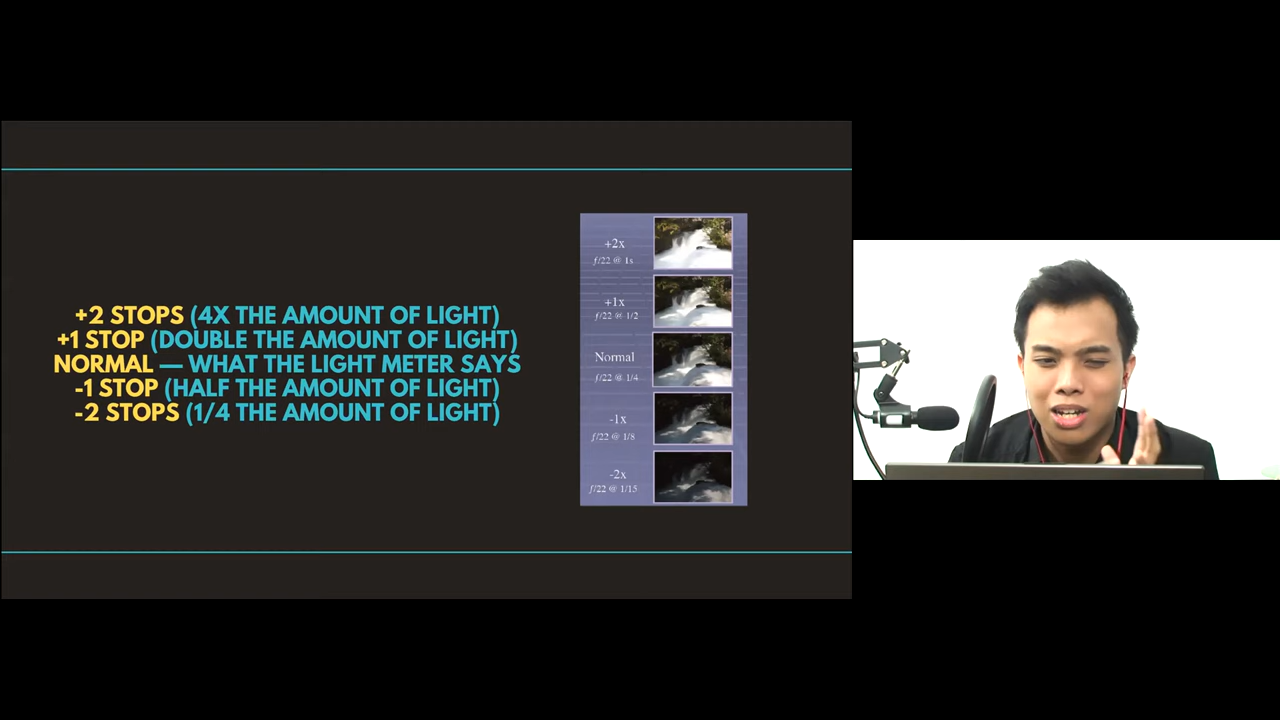 +2 STOPS (4X THE AMOUNT OF LIGHT)
+1 STOP (DOUBLE THE AMOUNT OF LIGHT)
NORMAL — WHAT THE LIGHT METER SAYS
-1 STOP (HALF THE AMOUNT OF LIGHT)
-2 STOPS (1/4 THE AMOUNT OF LIGHT)
+2x
f/22 @ 1s
+1x
f/22 @ 1/2
Normal
f/22 @ 1/4
-1x
f/22 @ 1/8
-2x
f/22 @ 1/15